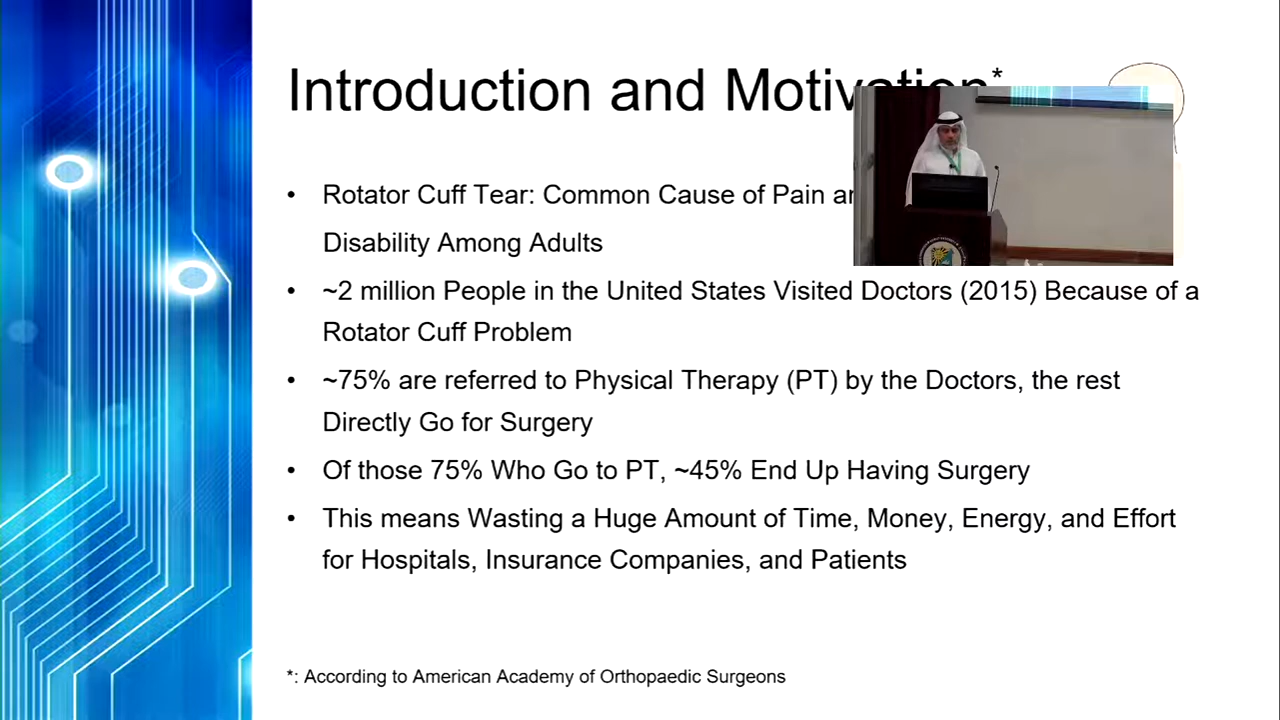 Introduction and Motivation*
• Rotator Cuff Tear: Common Cause of Pain
Disability Among Adults
• ~2 million People in the United States Visited Doctors (2015) Because of a
Rotator Cuff Problem
• ~75% are referred to Physical Therapy (PT) by the Doctors, the rest
Directly Go for Surgery
• Of those 75% Who Go to PT, ~45% End Up Having Surgery
• This means Wasting a Huge Amount of Time, Money, Energy, and Effort
for Hospitals, Insurance Companies, and Patients
*: According to American Academy of Orthopaedic Surgeons